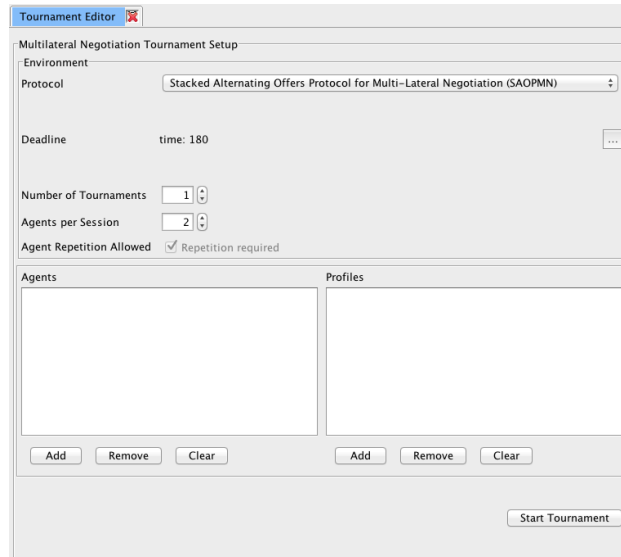 Tournament Editor
Multilateral Negotiation Tournament Setup
Environment
Protocol Stacked Alternating Offers Protocol for Multi-Lateral Negotiation (SAOPMN)
Deadline time: 180 ...
Number of Tournaments 1
Agents per Session 2
Agent Repetition Allowed Repetition required
Agents Profiles
Add Remove Clear Add Remove Clear
Start Tournament